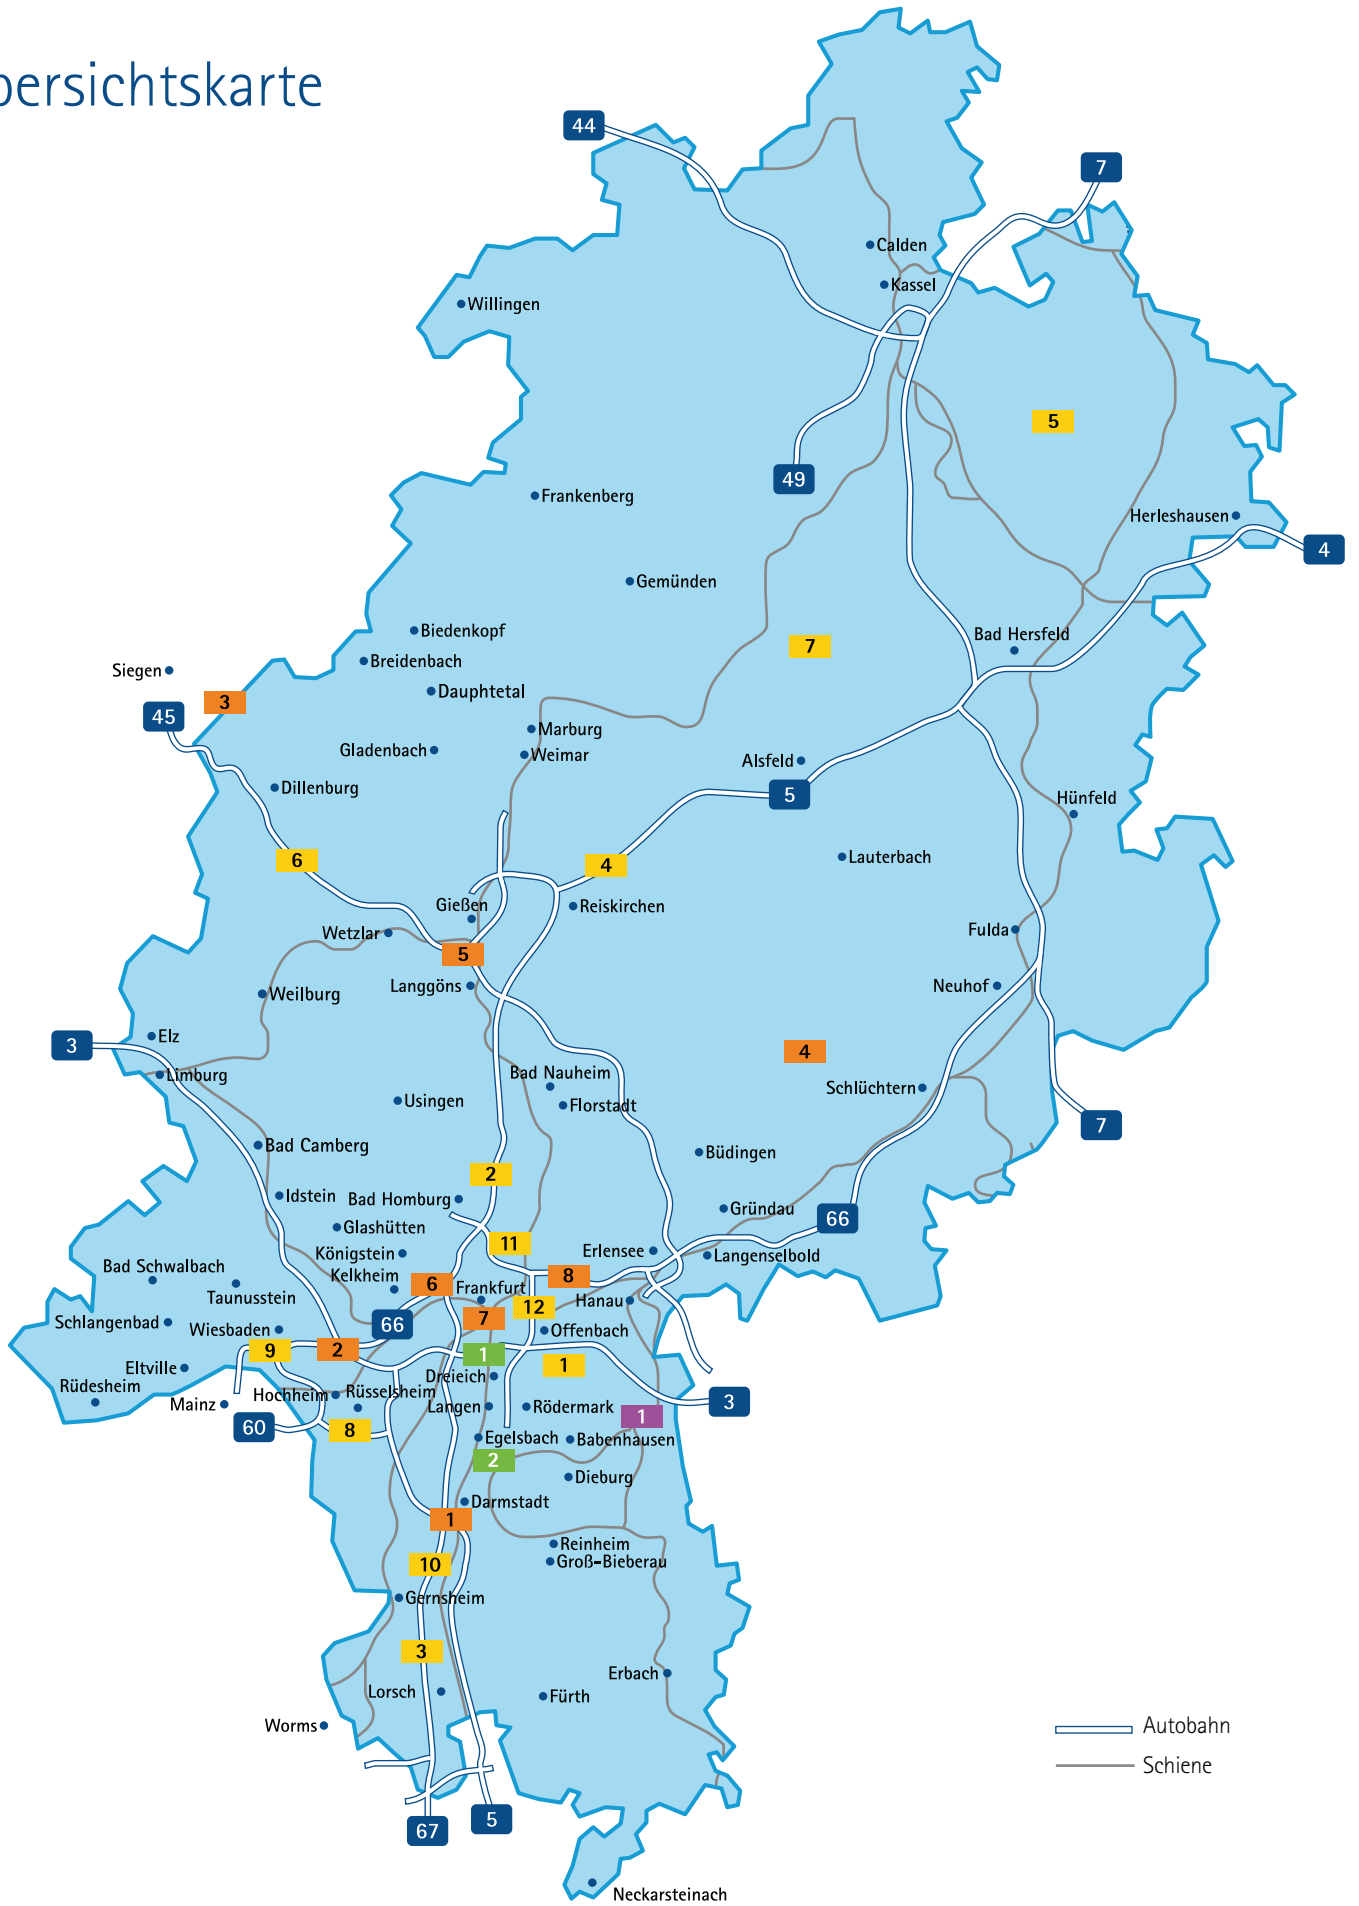 bersichtskarte
44
7
Calden
Kassel
Willingen
5
49
Frankenberg
Herleshausen
4
Gemünden
Biedenkopf
7
Bad Hersfeld
Breidenbach
Siegen
Dauphtetal
3
45
Marburg
Gladenbach
Weimar
Alsfeld
Dillenburg
5
Hünfeld
6
4
Lauterbach
Gießen
Reiskirchen
Wetzlar
Fulda
5
Langgöns
Neuhof
Weilburg
Elz
3
4
Limburg
Bad Nauheim
Schlüchtern
Usingen
Florstadt
7
Bad Camberg
Büdingen
2
Idstein
Bad Homburg
Gründau
66
Glashütten
11
Königstein
Erlensee
Langenselbold
Bad Schwalbach
Kelkheim
8
6
Frankfurt
Taunusstein
12
Hanau
7
Schlangenbad
66
Wiesbaden
Offenbach
9
2
1
1
Eltville
Dreieich
Rüdesheim
Hochheim
Rüsselsheim
3
Mainz
Langen
Rödermark
1
60
8
Egelsbach
Babenhausen
2
Dieburg
Darmstadt
1
Reinheim
10
Groß-Bieberau
Gernsheim
3
Erbach
Lorsch
Fürth
Worms
Autobahn
Schiene
67
5
Neckarsteinach